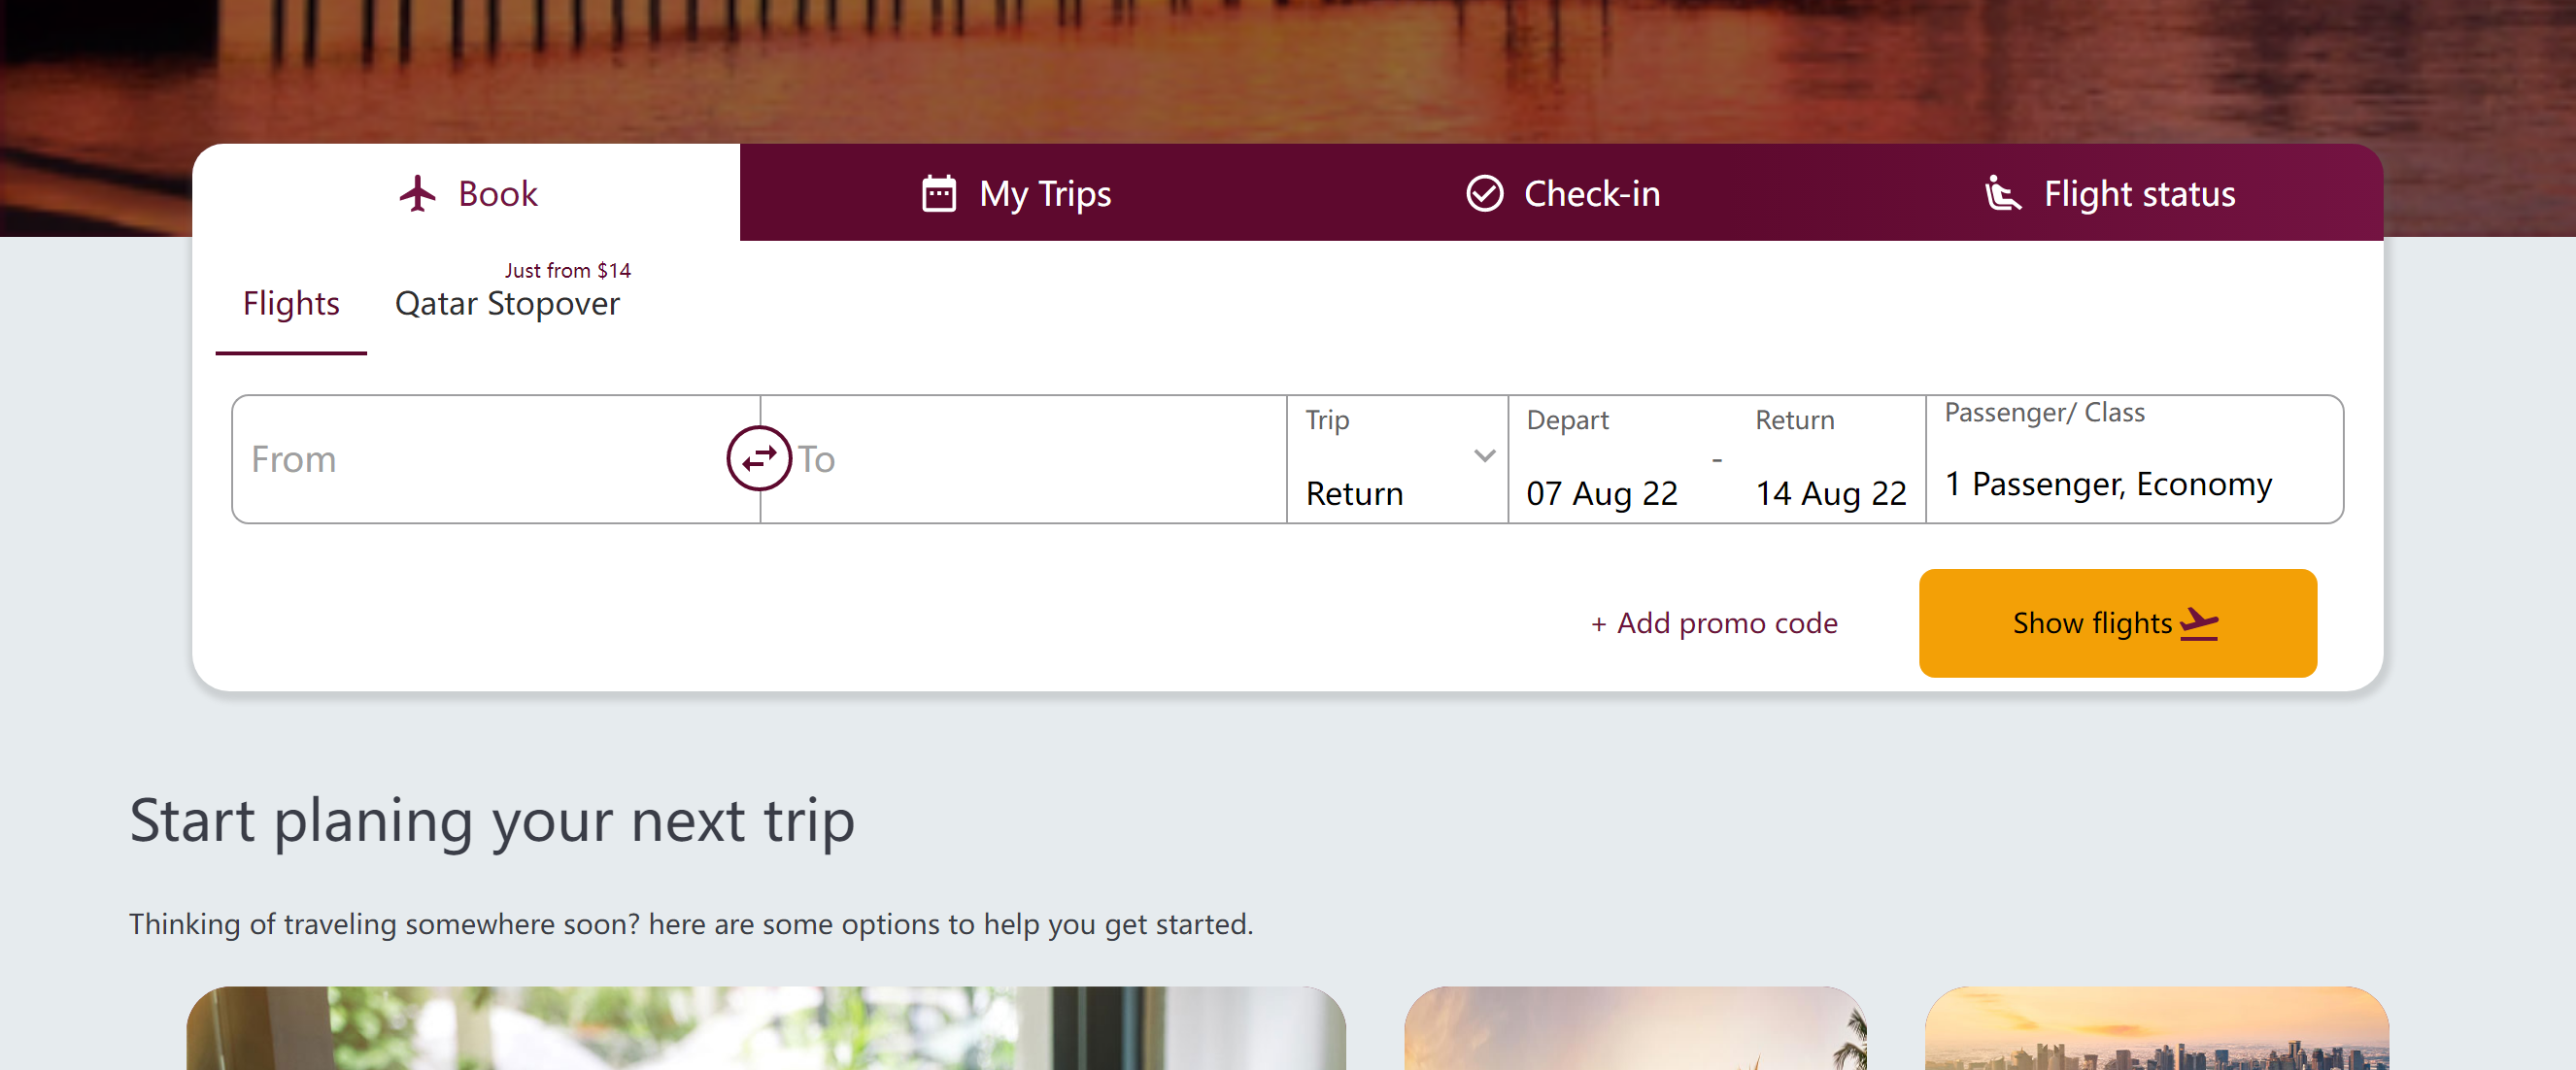 Book
My Trips
Check-in
Flight status
Just from $14
Flights
Qatar Stopover
From
To
Trip
Return
Depart
07 Aug 22
-
Return
14 Aug 22
Passenger/ Class
1 Passenger, Economy
+ Add promo code
Show flights
Start planing your next trip
Thinking of traveling somewhere soon? here are some options to help you get started.